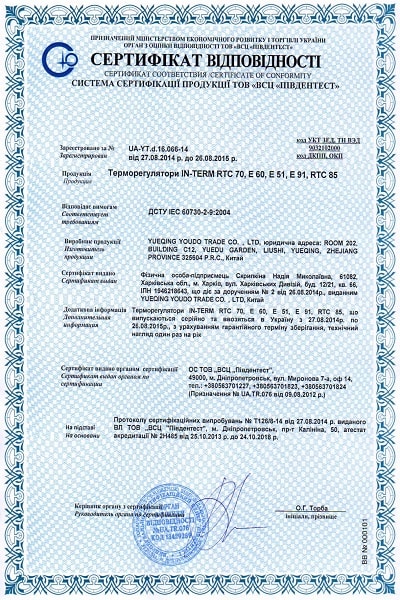 ПРИЗНАЧЕНИЙ МІНІСТЕРСТВОМ ЕКОНОМІЧНОГО РОЗВИТКУ І ТОРГІВЛІ УКРАЇНИ
ОРГАН З ОЦІНКИ ВІДПОВІДНОСТІ ТОВ «ВСЦ «ПІВДЕНТЕСТ»
СЕРТИФІКАТ ВІДПОВІДНОСТІ
СЕРТИФИКАТ СООТВЕТСТВИЯ /CERTIFICATE OF CONFORMITY
СИСТЕМА СЕРТИФІКАЦІЇ ПРОДУКЦІЇ ТОВ «ВСЦ «ПІВДЕНТЕСТ»
Зареєстровано за №
Зарегистрирован
UA-YT.d.16.066-14
від 27.08.2014 р. до 26.08.2015 р.
код УКТ ЗЕД, ТН ВЭД
9032102000
код ДКПП, ОКП
Продукція
Продукция
Терморегулятори IN-TERM RTC 70, E 60, E 51, E 91, RTC 85
Відповідає вимогам
Соответствует
требованиям
ДСТУ IEC 60730-2-9:2004
Виробник продукції
Изготовитель
продукции
YUEQING YOUDO TRADE CO. , LTD, юридична адреса: ROOM 202,
BUILDING C12, YUEDU GARDEN, LIUSHI, YUEQING, ZHEJIANG
PROVINCE 325604 P.R.C., Китай
Сертифікат видано
Сертификат выдан
Фізична особа-підприємець Скрипкіна Надія Миколаївна, 61082,
Харківська обл., м. Харків, вул. Харківських Дивізій, буд. 12/21, кв. 66,
ІПН 1946218643, що діє за дорученням № 2 від 26.08.2014р., виданним
YUEQING YOUDO TRADE CO. , LTD, Китай
Додаткова інформація
Дополнительная
информация
Терморегулятори IN-TERM RTC 70, E 60, E 51, E 91, RTC 85, що
випускаються серійно та ввозяться в Україну з 27.08.2014р. по
26.08.2015р., з урахуванням гарантійного терміну зберігання, технічний
нагляд один раз на рік
Сертифікат видано
Сертификат выдан органом по
сертификации
ОС ТОВ „ВСЦ „Південтест",
49000, м. Дніпропетровськ, вул. Миронова 7-а, оф 14,
тел.: +380563701227, +380563701823, +380563701824
(Призначення № UA.TR.076 від 09.08.2012 р.)
На підставі
На основании
Протоколу сертифікаційних випробувань № Т126/8-14 від 27.08.2014 р. виданого
ВЛ ТОВ „ВСЦ „Південтест", м. Дніпропетровськ, пр-т Калініна, 50, атестат
акредитації № 2Н485 від 25.10.2013 р. до 24.10.2018 р.
Керівник органу з сертифікації
Руководитель органа по сертификации
О.Г. Торба
ініціали, прізвище
ОРГАН
ВІДПОВІДНОСТІ
№UA.TR.076
ВВ № 000101